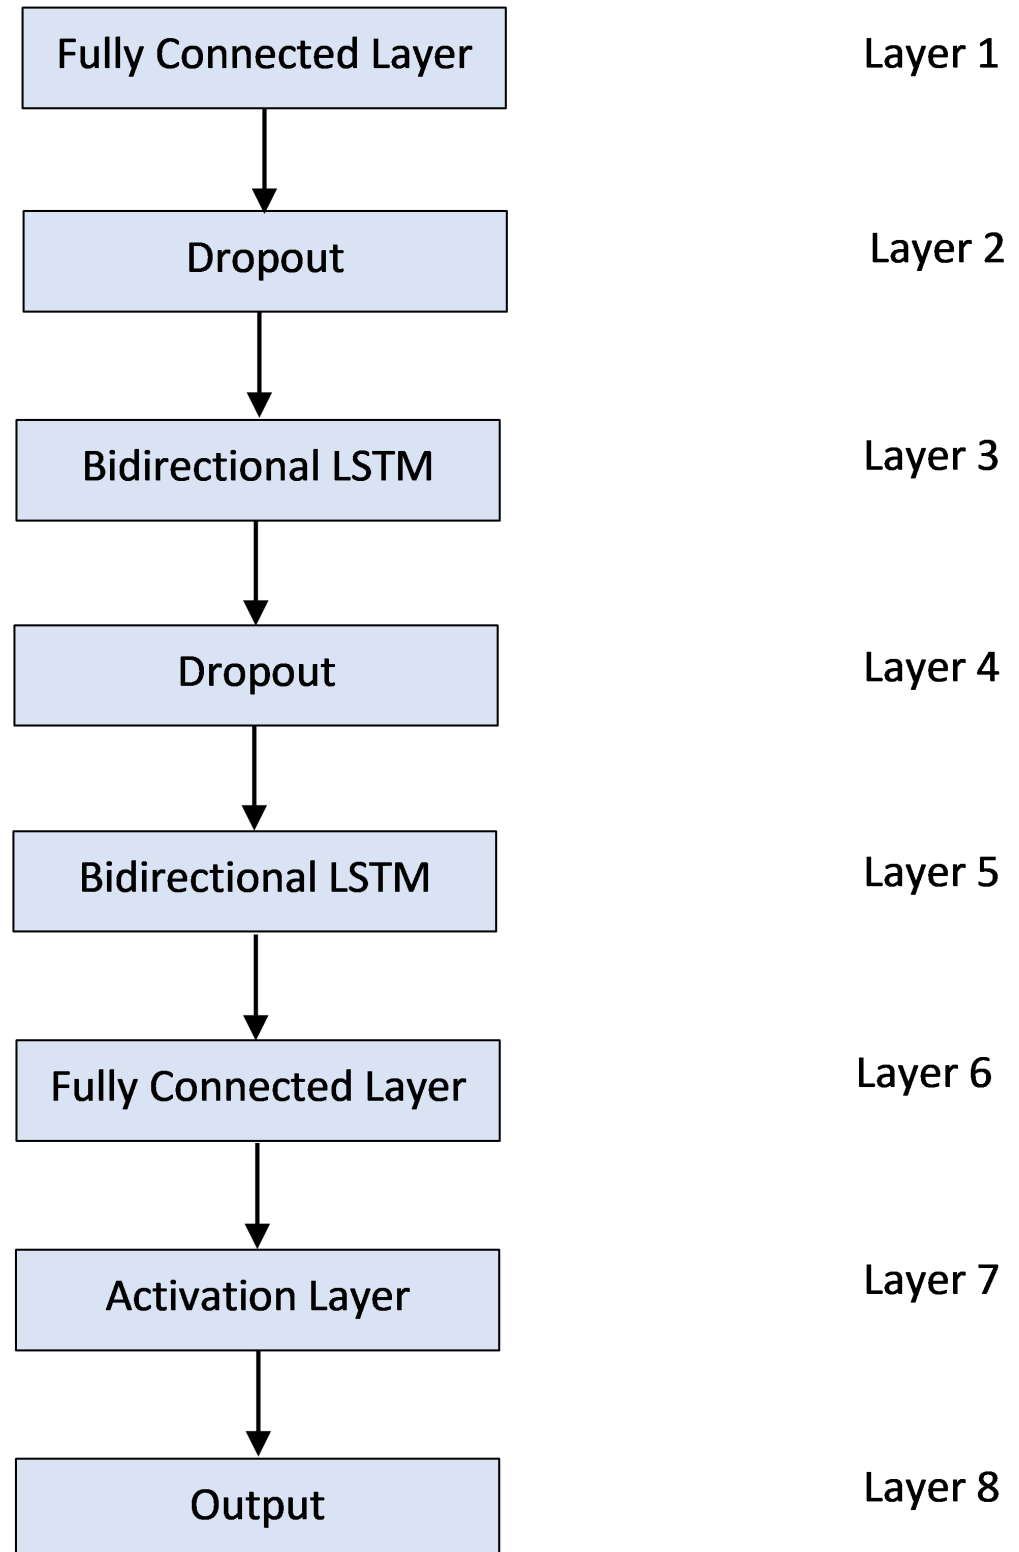 Fully Connected Layer
Layer 1
Dropout
Layer 2
Bidirectional LSTM
Layer 3
Dropout
Layer 4
Bidirectional LSTM
Layer 5
Fully Connected Layer
Layer 6
Activation Layer
Layer 7
Output
Layer 8